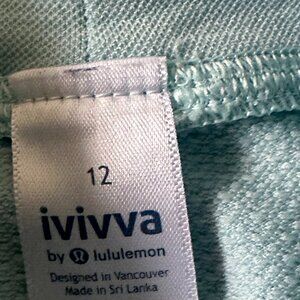 12
ivivva
by lululemon
Designed in Vancouver
Made in Sri Lanka